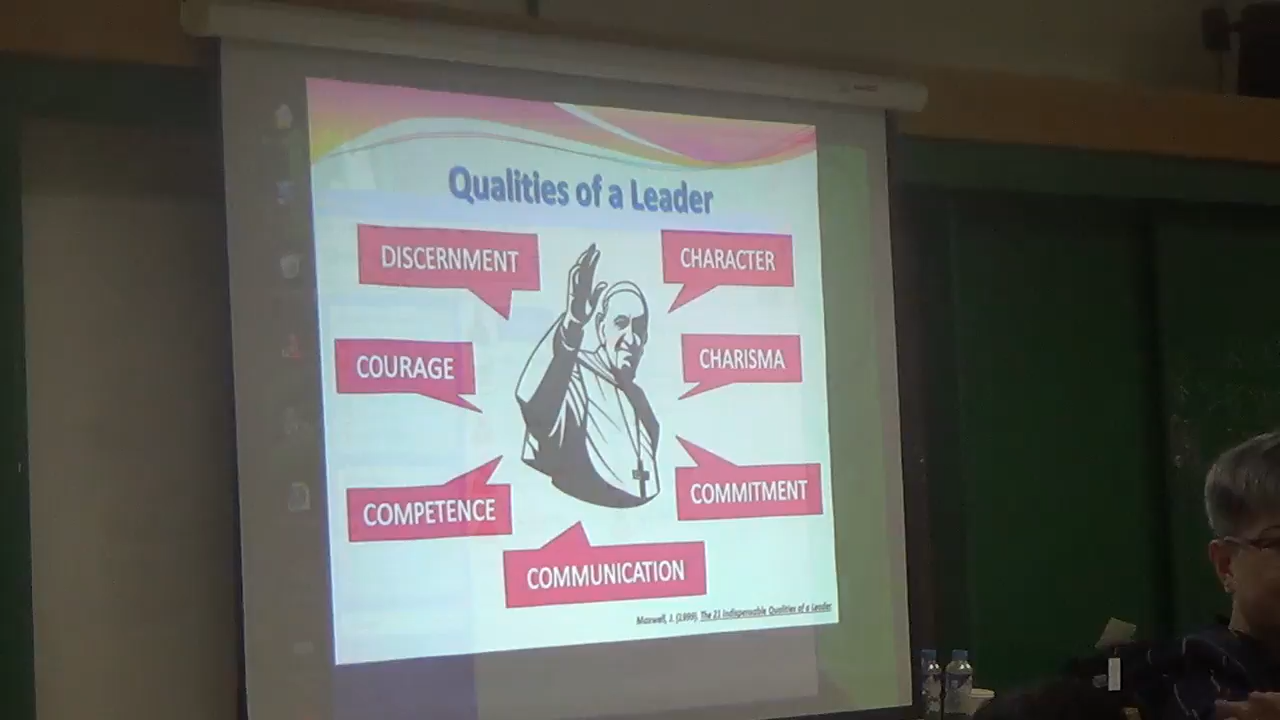 Qualities of a Leader
DISCERNMENT
CHARACTER
COURAGE
CHARISMA
COMPETENCE
COMMITMENT
COMMUNICATION
Maxwell, J. (1999). The 21 Indispensable Qualities of a Leader